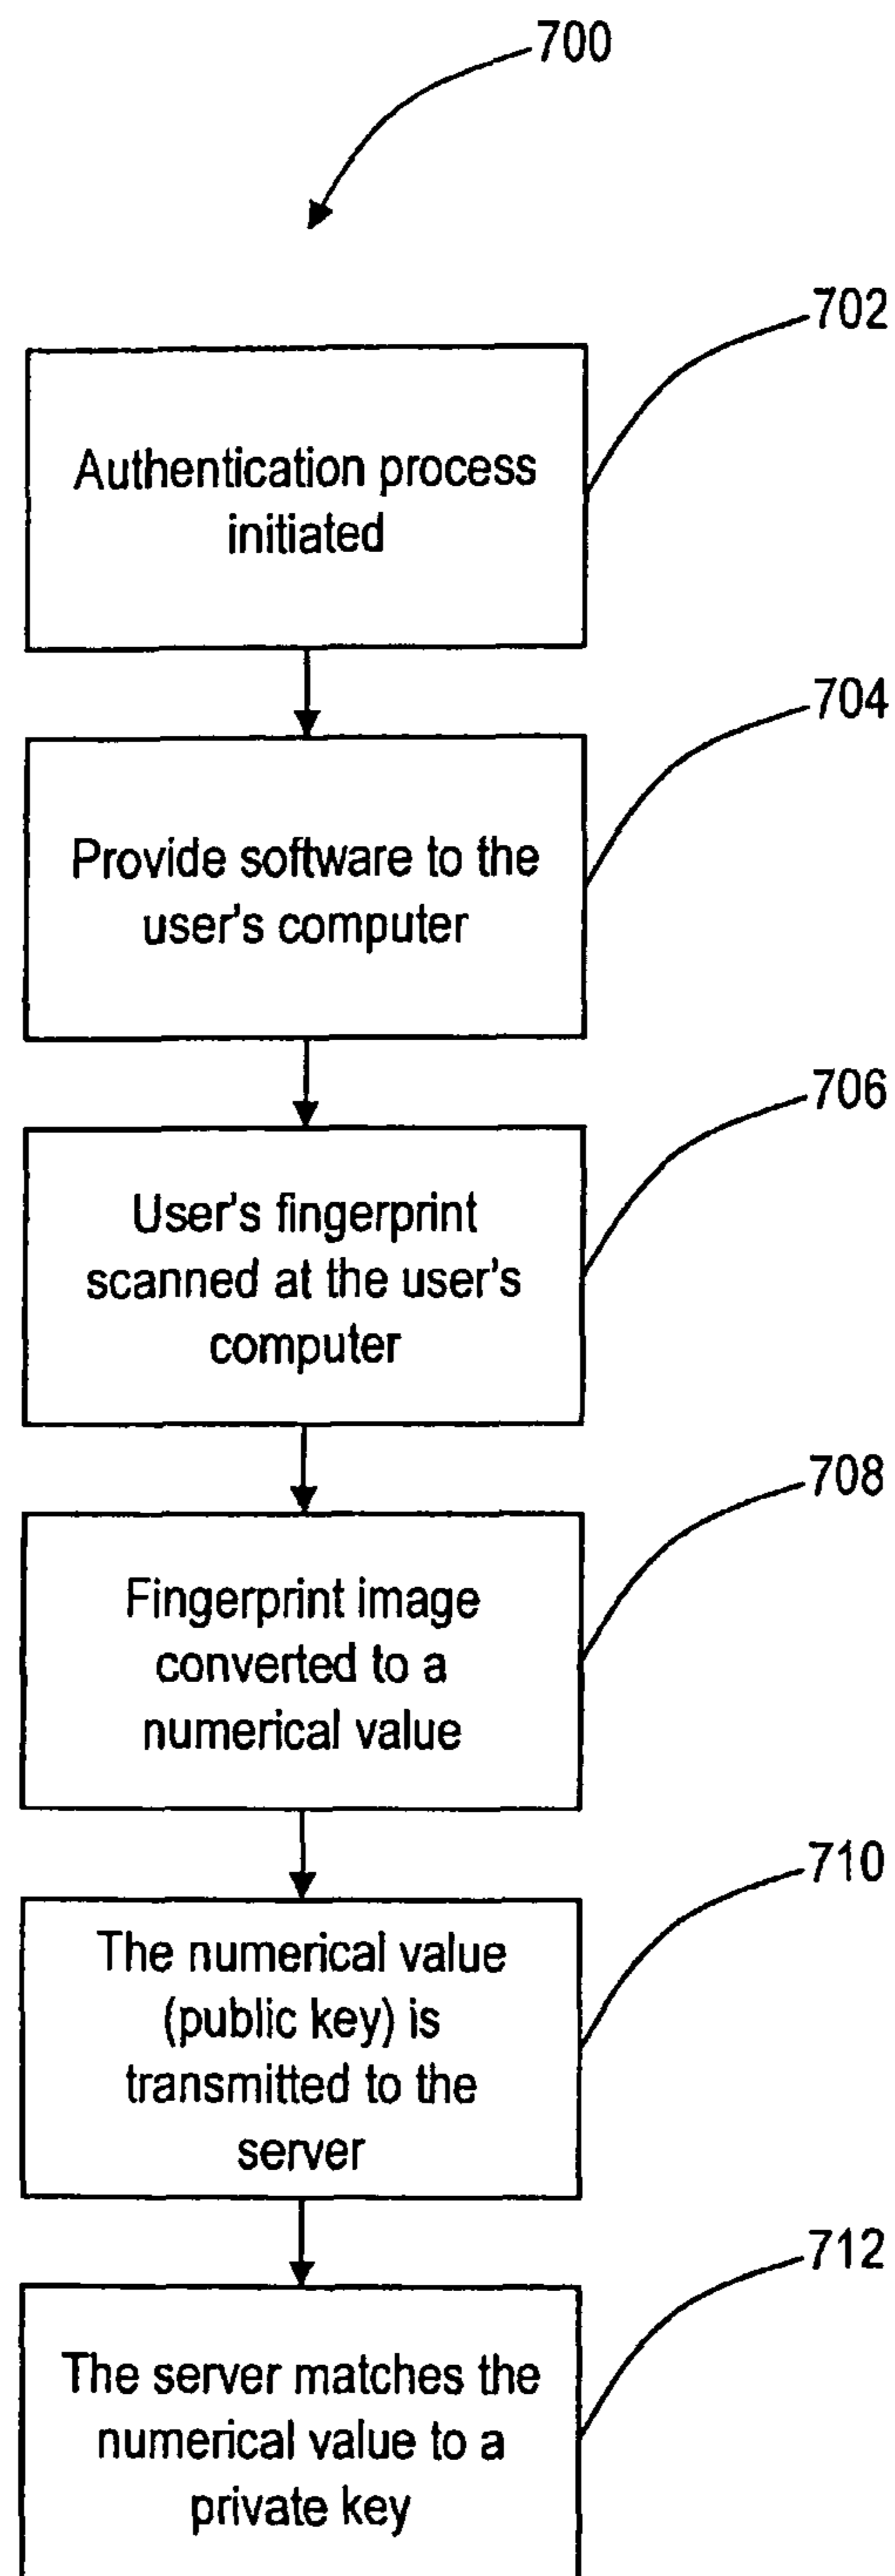 700
702
Authentication process
initiated
704
Provide software to the
user's computer
706
User's fingerprint
scanned at the user's
computer
708
Fingerprint image
converted to a
numerical value
710
The numerical value
(public key) is
transmitted to the
server
712
The server matches the
numerical value to a
private key